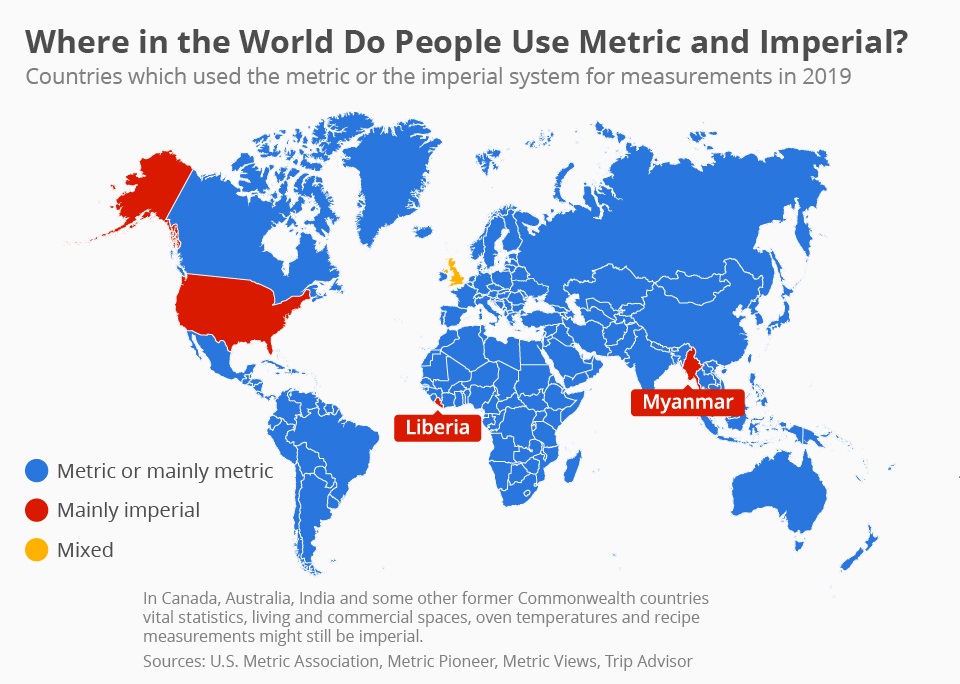 Where in the World Do People Use Metric and Imperial?
Countries which used the metric or the imperial system for measurements in 2019
Myanmar
Liberia
Metric or mainly metric
Mainly imperial
Mixed
In Canada, Australia, India and some other former Commonwealth countries
vital statistics, living and commercial spaces, oven temperatures and recipe
measurements might still be imperial.
Sources: U.S. Metric Association, Metric Pioneer, Metric Views, Trip Advisor